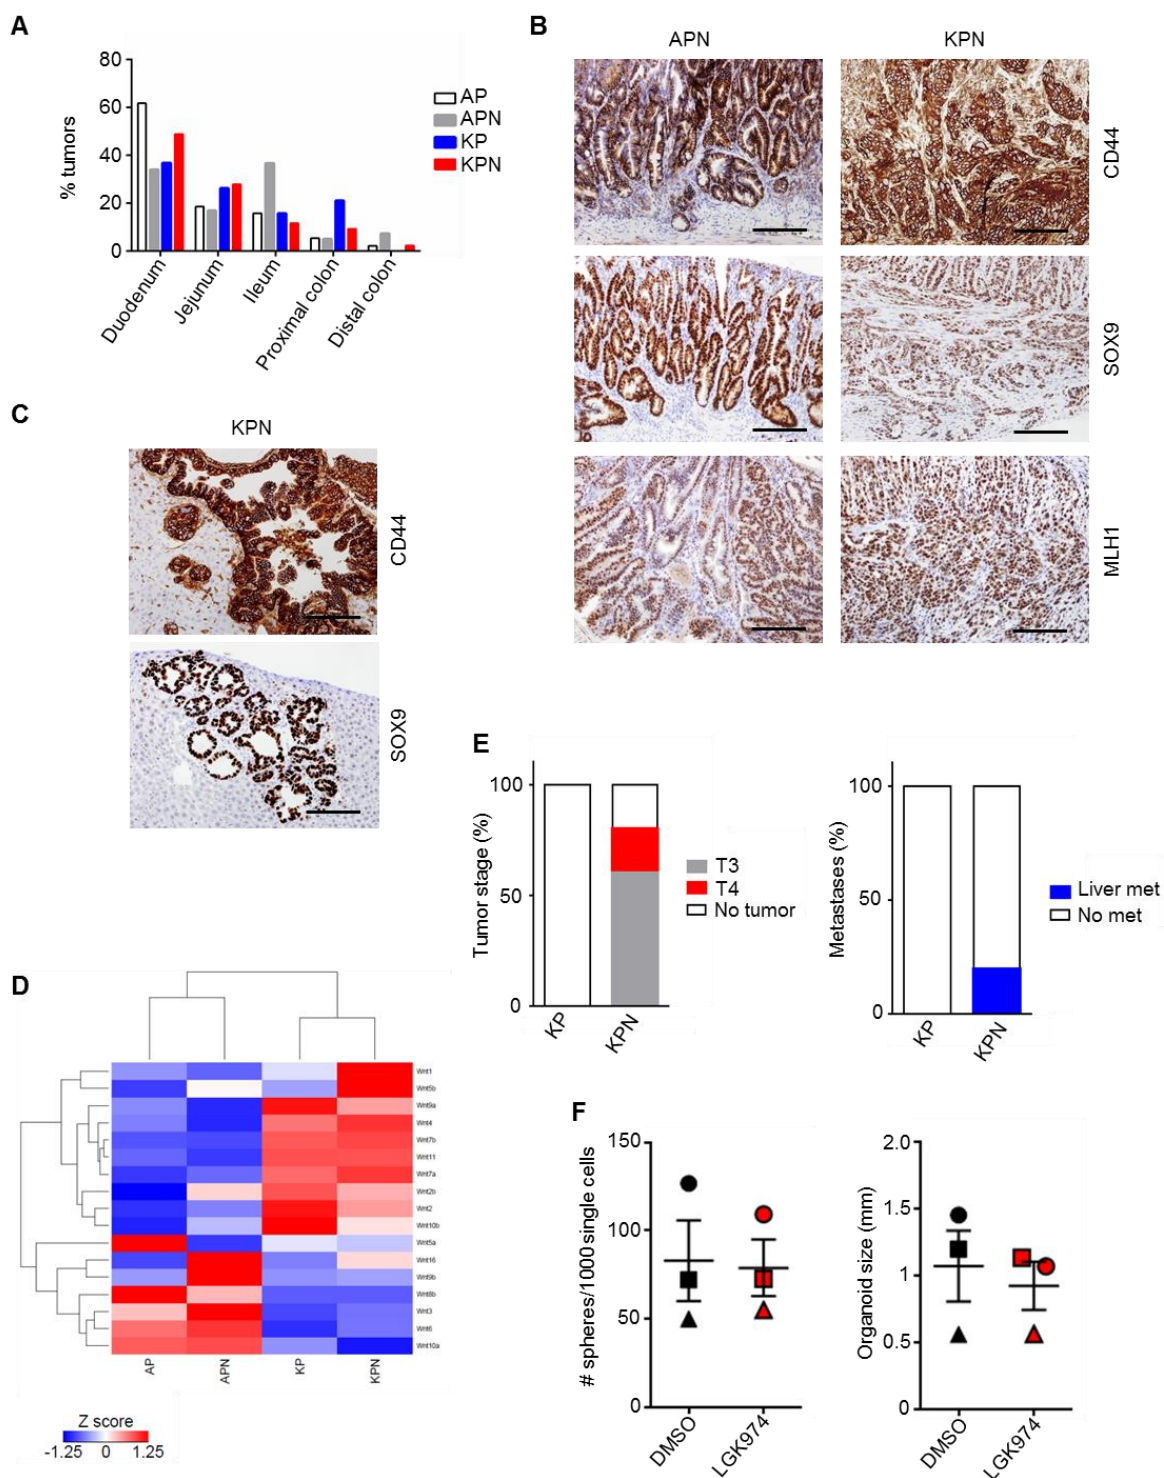 A
80
60
40
20
0
% tumors
AP
APN
KP
KPN
Duodenum
Jejunum
Ileum
Proximal colon
Distal colon
B
APN
KPN
CD44
SOX9
MLH1
C
KPN
CD44
SOX9
E
100
50
0
Tumor stage (%)
KP
KPN
T3
T4
No tumor
100
50
0
Metastases (%)
KP
KPN
Liver met
No met
D
Wnt1
Wnt5b
Wnt9a
Wnt4
Wnt7b
Wnt11
Wnt7a
Wnt2b
Wnt2
Wnt10b
Wnt5a
Wnt16
Wnt9b
Wnt8b
Wnt3
Wnt6
Wnt10a
AP
APN
KP
KPN
Z score
-1.25 0 1.25
F
150
100
50
0
# spheres/1000 single cells
DMSO
LGK974
2.0
1.5
1
0.5
0
Organoid size (mm)
DMSO
LGK974